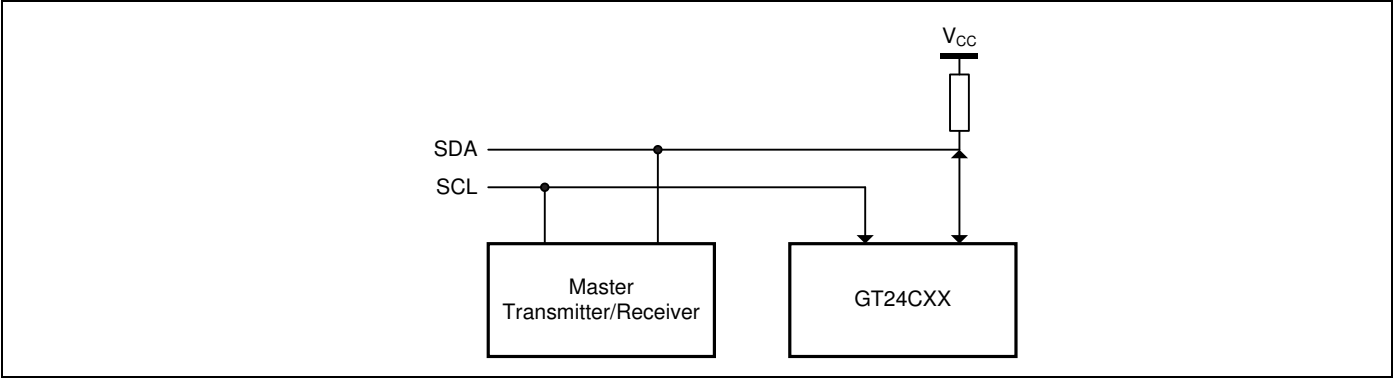 VCC
SDA
SCL
Master
Transmitter/Receiver
GT24CXX